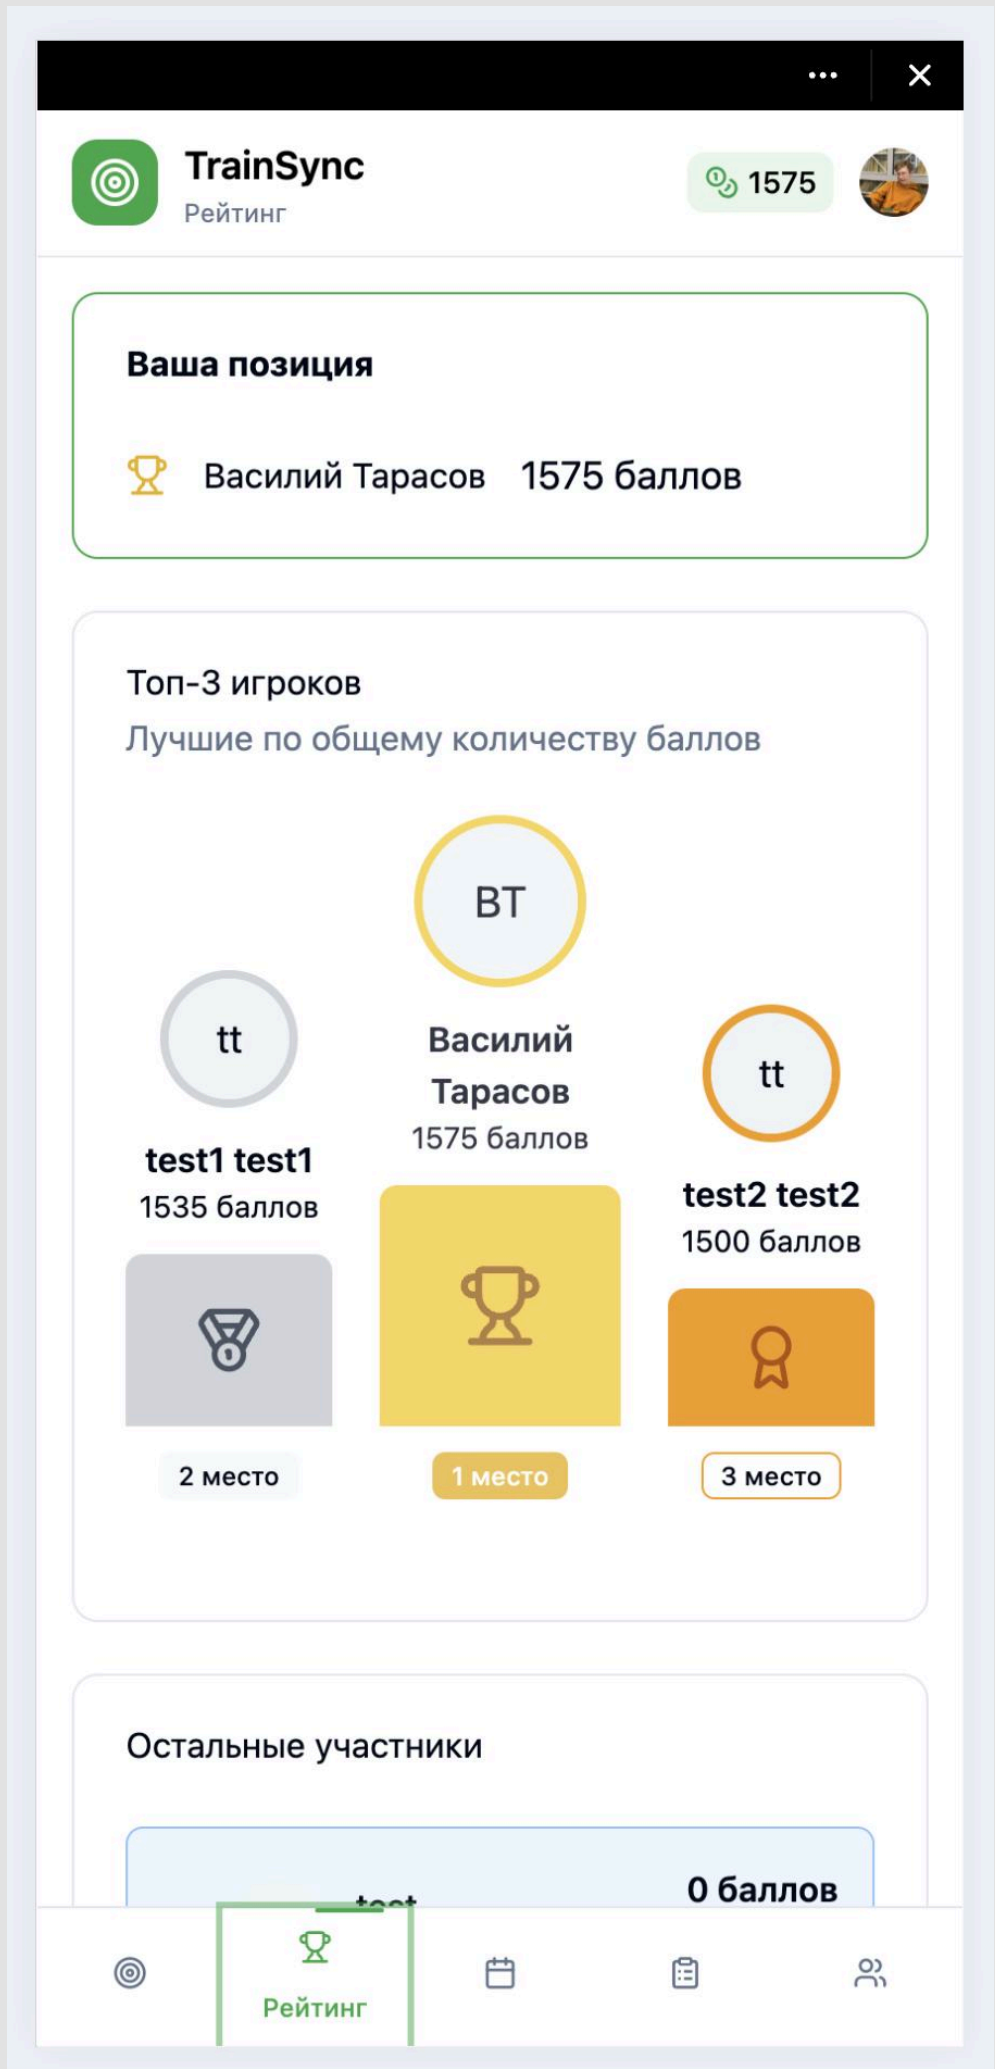 TrainSync
Рейтинг
1575
Ваша позиция
Василий Тарасов 1575 баллов
Топ-3 игроков
Лучшие по общему количеству баллов
ВТ
Василий
Тарасов
1575 баллов
tt
test1 test1
1535 баллов
tt
test2 test2
1500 баллов
2 место
1 место
3 место
Остальные участники
test
0 баллов
Рейтинг